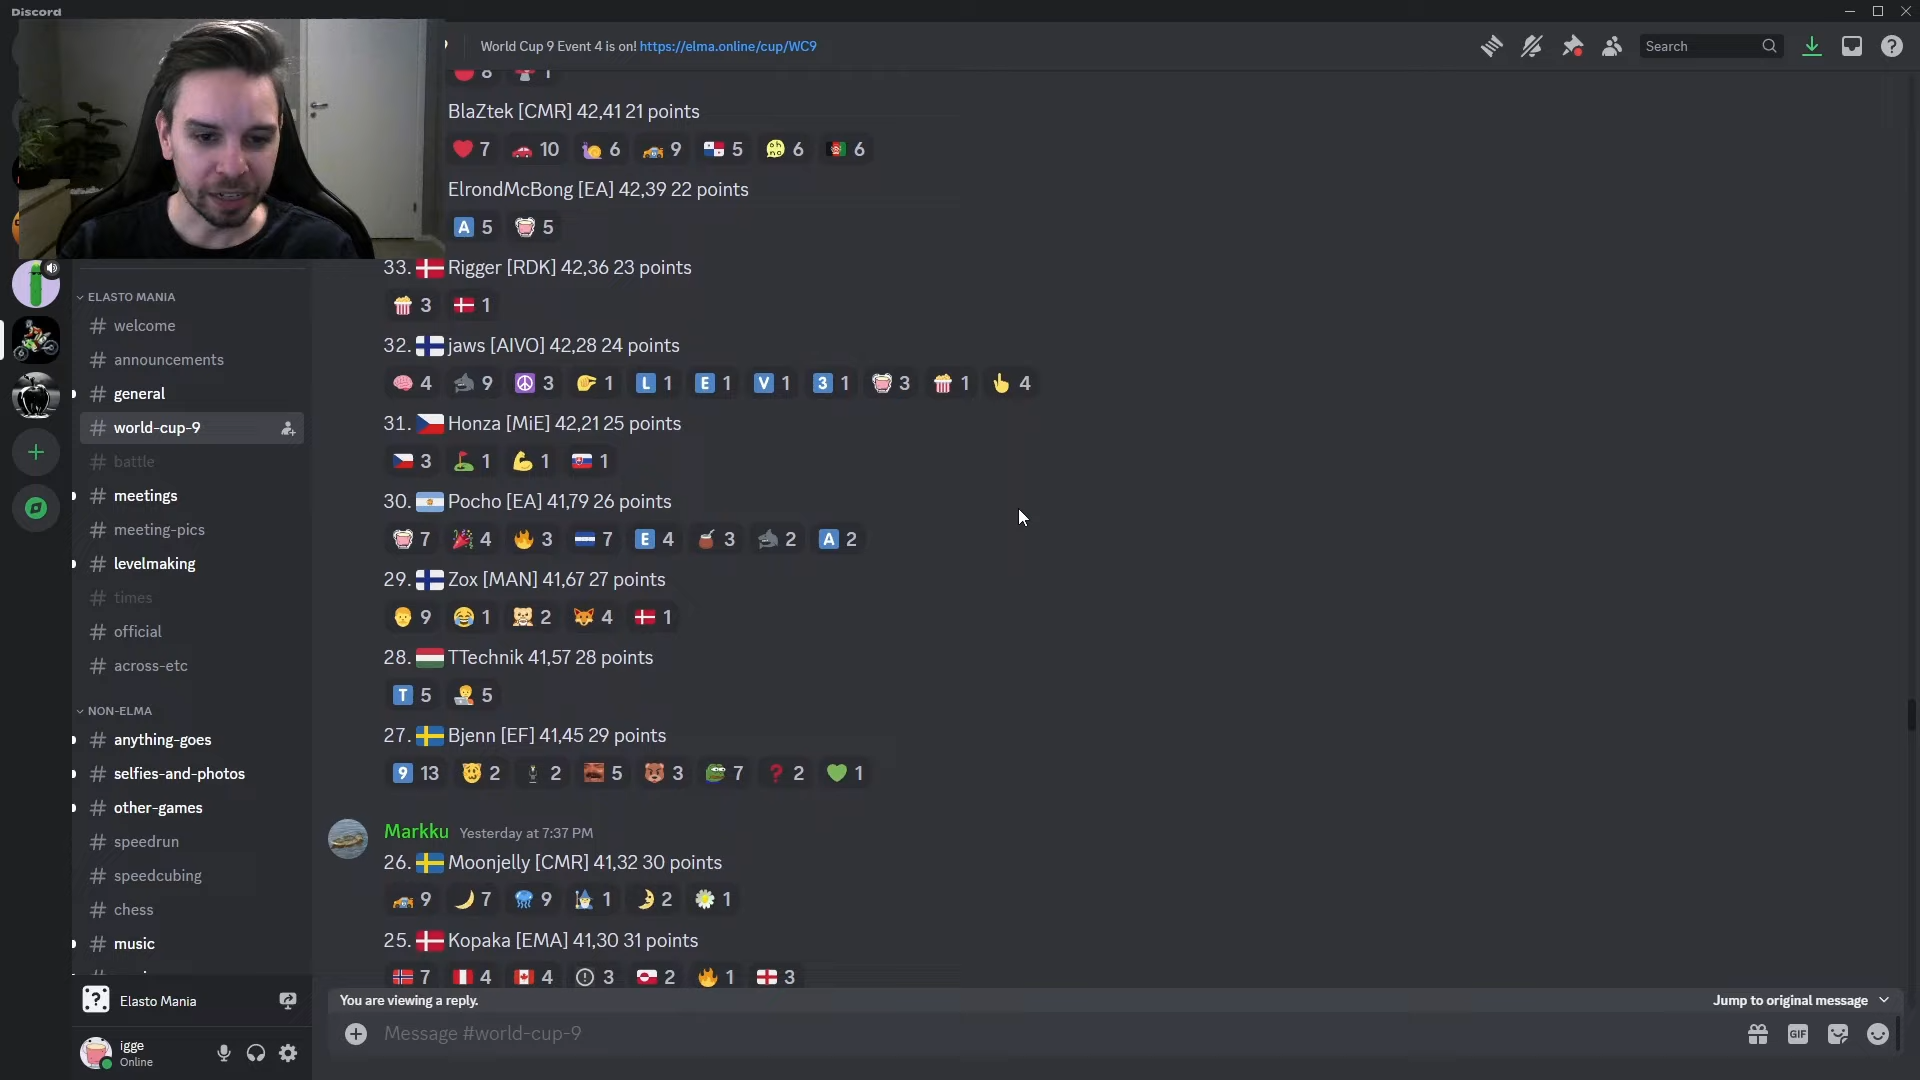 Discord
World Cup 9 Event 4 is on! https://elma.online/cup/WC9
Search
8 1
BlaZtek [CMR] 42,41 21 points
7 10 6 9 5 oh no 6 6
ElrondMcBong [EA] 42,39 22 points
A 5 5
33. Rigger [RDK] 42,36 23 points
3 1
32. jaws [AIVO] 42,28 24 points
4 9 3 1 L 1 E 1 V 1 3 1 3 1 4
31. Honza [MiE] 42,21 25 points
3 1 1 1
30. Pocho [EA] 41,79 26 points
7 4 3 7 E 4 3 2 A 2
29. Zox [MAN] 41,67 27 points
9 1 2 4 1
28. TTechnik 41,57 28 points
T 5 5
27. Bjenn [EF] 41,45 29 points
9 13 2 2 5 3 7 2 1
Markku Yesterday at 7:37 PM
26. Moonjelly [CMR] 41,32 30 points
9 7 9 1 2 1
25. Kopaka [EMA] 41,30 31 points
7 4 4 3 2 1 3
You are viewing a reply.
Jump to original message
Message #world-cup-9
GIF
ELASTO MANIA
welcome
announcements
general
world-cup-9
battle
meetings
meeting-pics
levelmaking
times
official
across-etc
NON-ELMA
anything-goes
selfies-and-photos
other-games
speedrun
speedcubing
chess
music
Elasto Mania
igge
Online